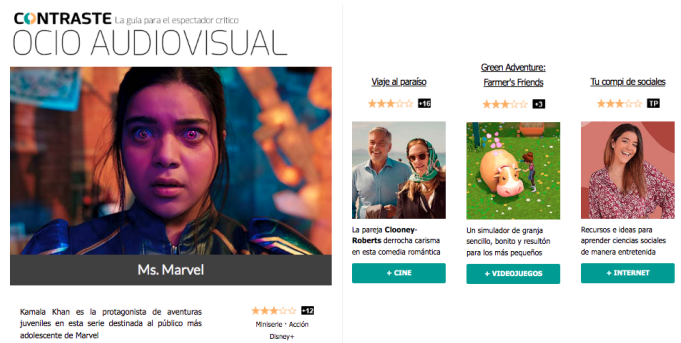 CONTRASTE La guía para el espectador crítico
OCIO AUDIOVISUAL
Ms. Marvel
Kamala Khan es la protagonista de aventuras
juveniles en esta serie destinada al público más
adolescente de Marvel
+12
Miniserie · Acción
Disney+
Viaje al paraíso
+16
La pareja Clooney-
Roberts derrocha carisma
en esta comedia romántica
+ CINE
Green Adventure:
Farmer's Friends
+3
Un simulador de granja
sencillo, bonito y resultón
para los más pequeños
+ VIDEOJUEGOS
Tu compi de sociales
TP
Recursos e ideas para
aprender ciencias sociales
de manera entretenida
+ INTERNET